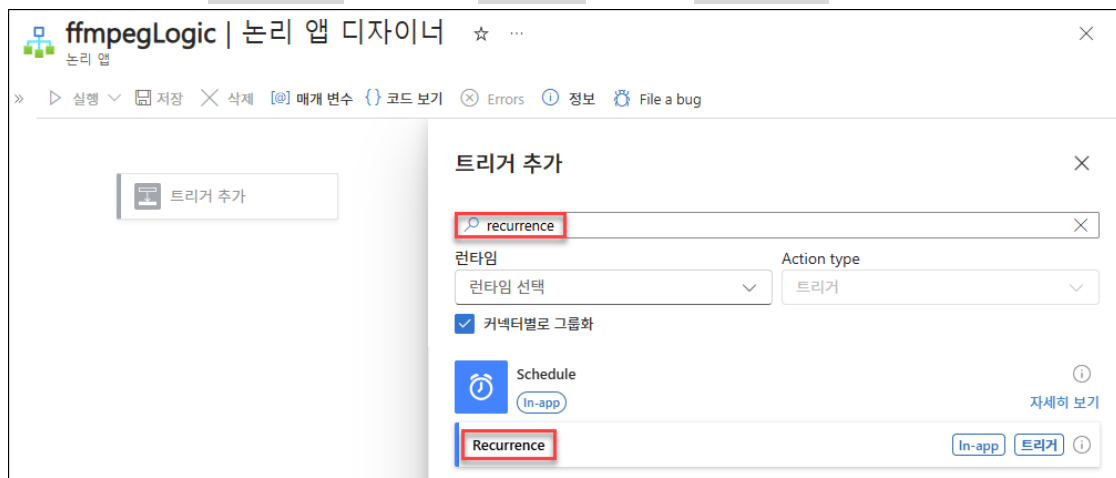 ffmpegLogic | 논리 앱 디자이너 ☆ ···
논리 앱
» 실행 저장 삭제 [@] 매개 변수 {} 코드 보기 Errors 정보 File a bug
트리거 추가
트리거 추가
recurrence
런타임 Action type
런타임 선택 트리거
커넥터별로 그룹화
Schedule
In-app 자세히 보기
Recurrence In-app 트리거